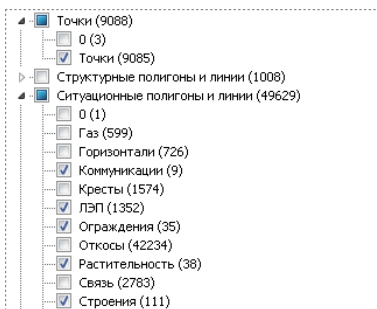 Точки (9088)
0 (3)
Точки (9085)
Структурные полигоны и линии (1008)
Ситуационные полигоны и линии (49629)
0 (1)
Газ (599)
Горизонтали (726)
Коммуникации (9)
Кресты (1574)
ЛЭП (1352)
Ограждения (35)
Откосы (42234)
Растительность (38)
Связь (2783)
Строения (111)